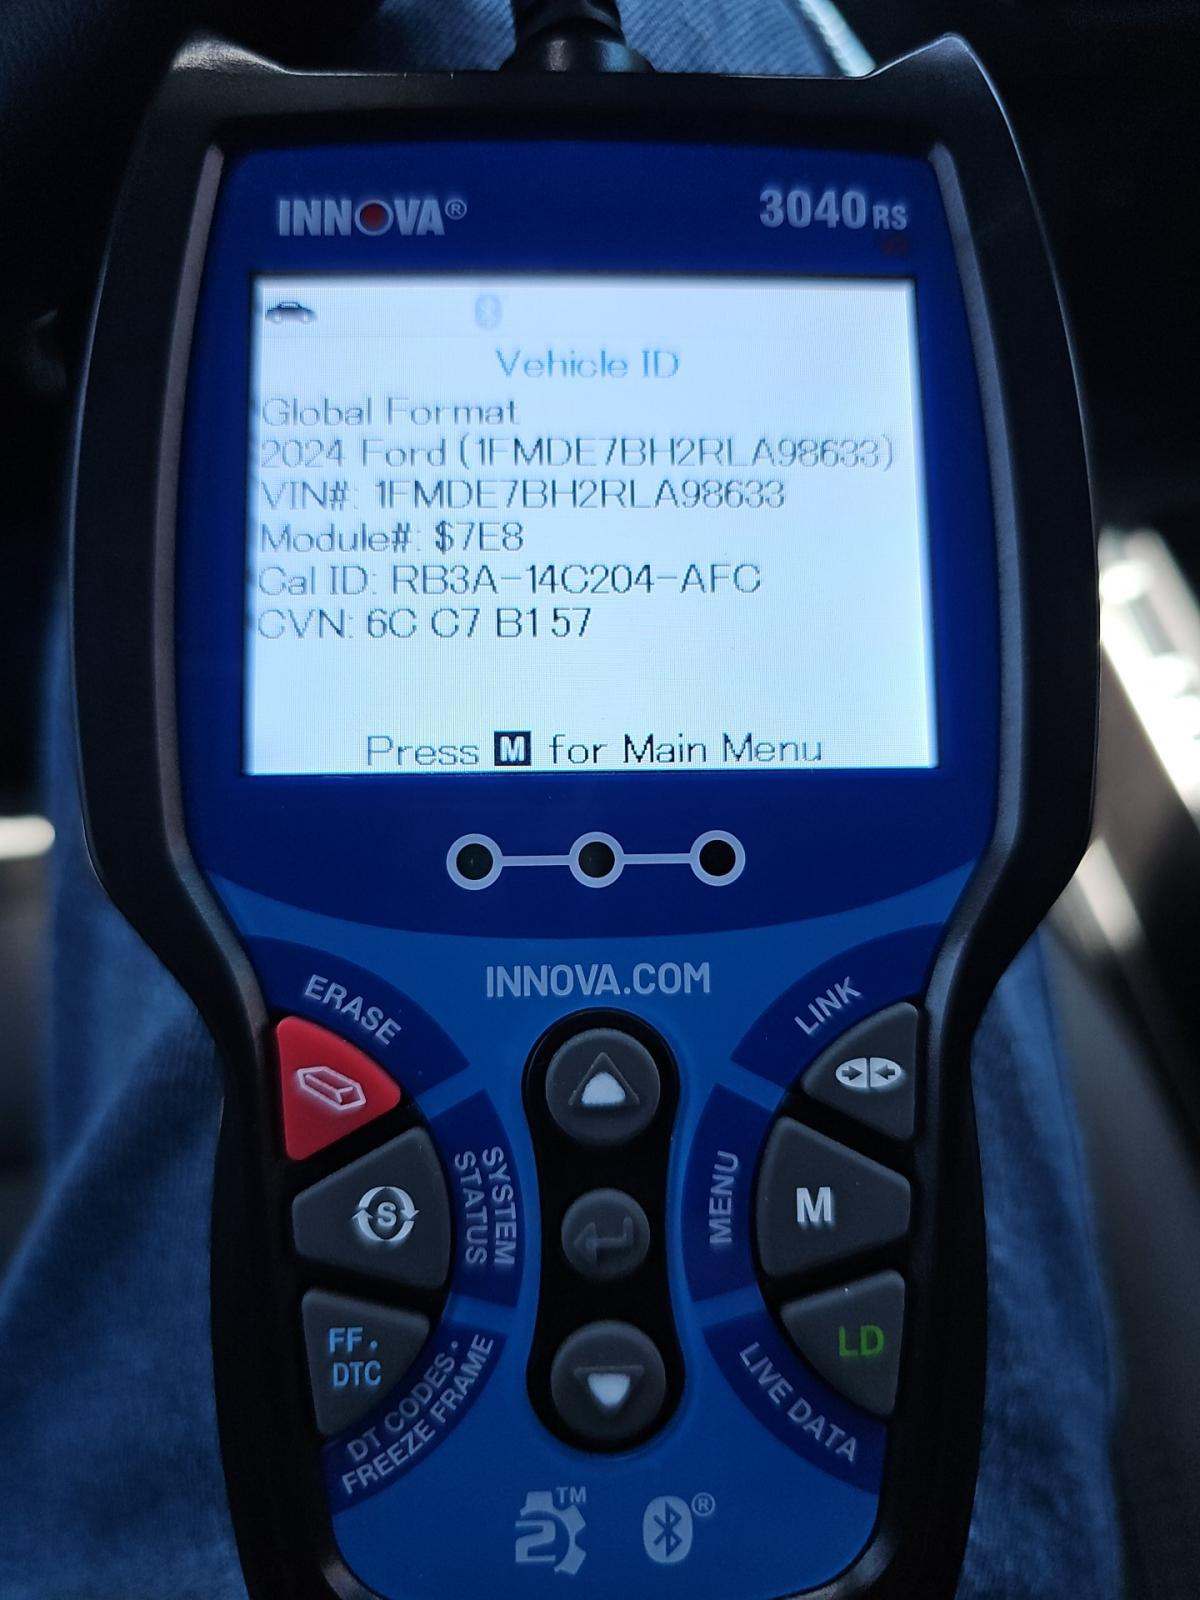 INNOVA®
3040RS
Vehicle ID
Global Format
2024 Ford (1FMDE7BH2RLA98633)
VIN#: 1FMDE7BH2RLA98633
Module#: $7E8
Cal ID: RB3A-14C204-AFC
CVN: 6C C7 B1 57
Press M for Main Menu
INNOVA.COM
ERASE
LINK
S
SYSTEM
STATUS
MENU
M
FF.
DTC
DT CODES.
FREEZE FRAME
LD
LIVE DATA
2 TM
®